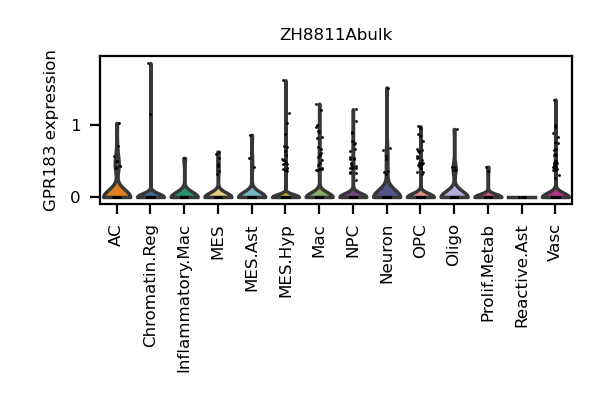 ZH8811Abulk
GPR183 expression
1
0
AC
Chromatin.Reg
Inflammatory.Mac
MES
MES.Ast
MES.Hyp
Mac
NPC
Neuron
OPC
Oligo
Prolif.Metab
Reactive.Ast
Vasc